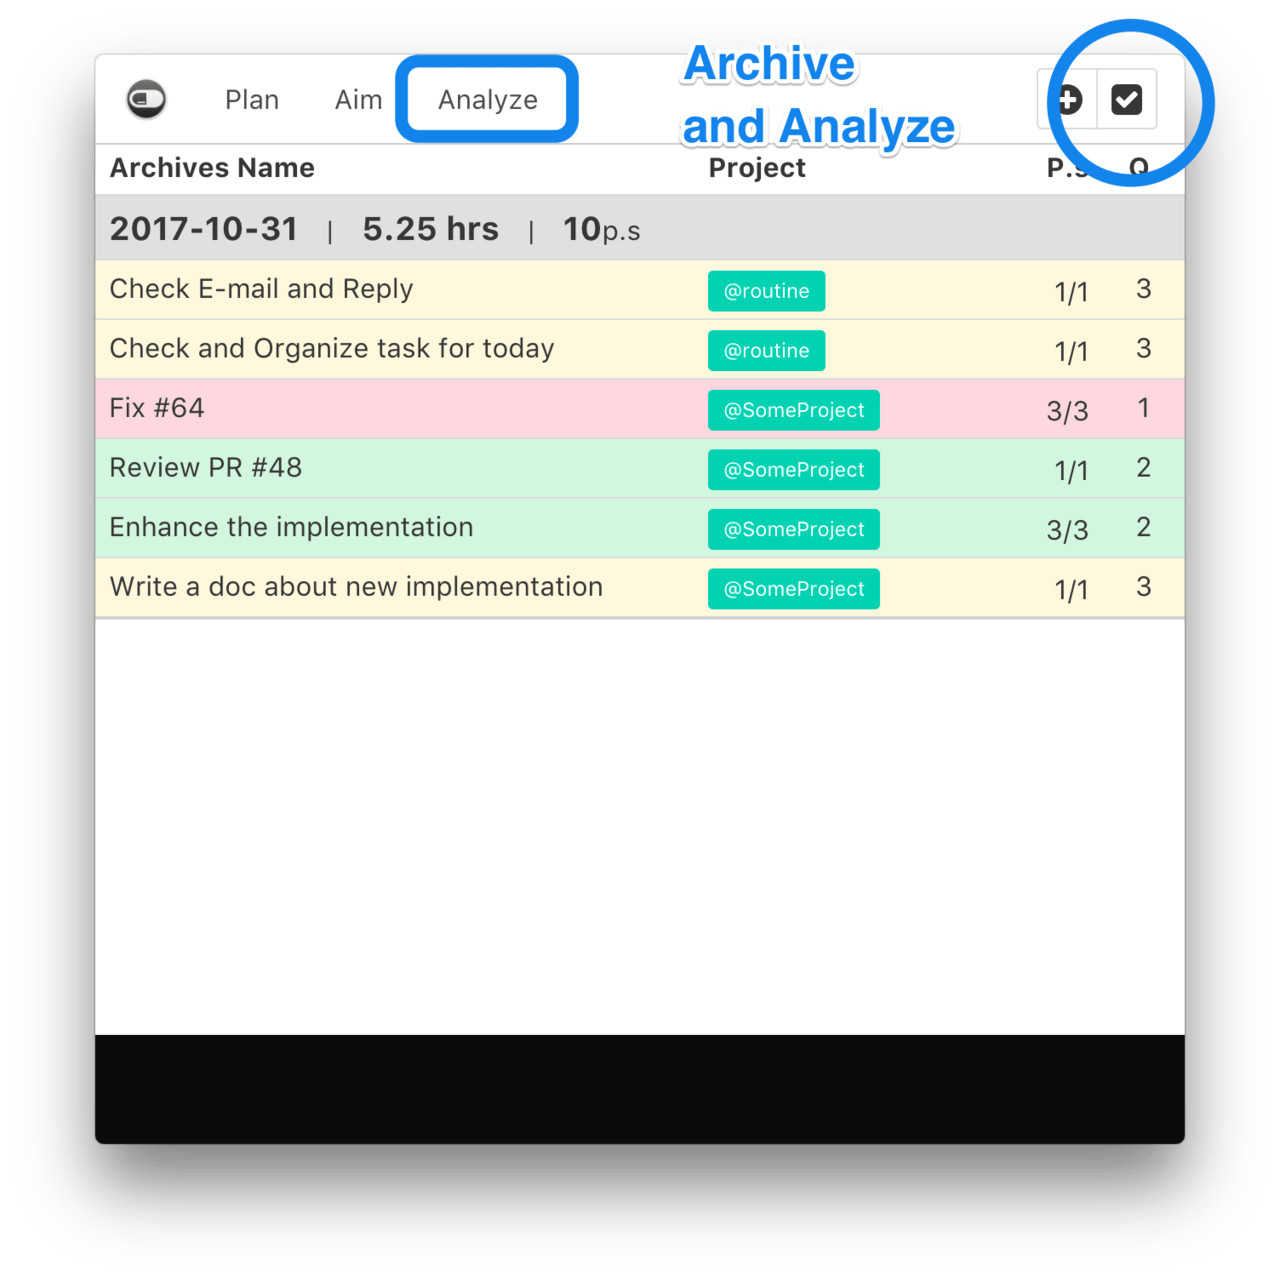 Archive
and Analyze
Plan Aim Analyze
Archives Name Project P.s Q
2017-10-31 | 5.25 hrs | 10p.s
Check E-mail and Reply @routine 1/1 3
Check and Organize task for today @routine 1/1 3
Fix #64 @SomeProject 3/3 1
Review PR #48 @SomeProject 1/1 2
Enhance the implementation @SomeProject 3/3 2
Write a doc about new implementation @SomeProject 1/1 3